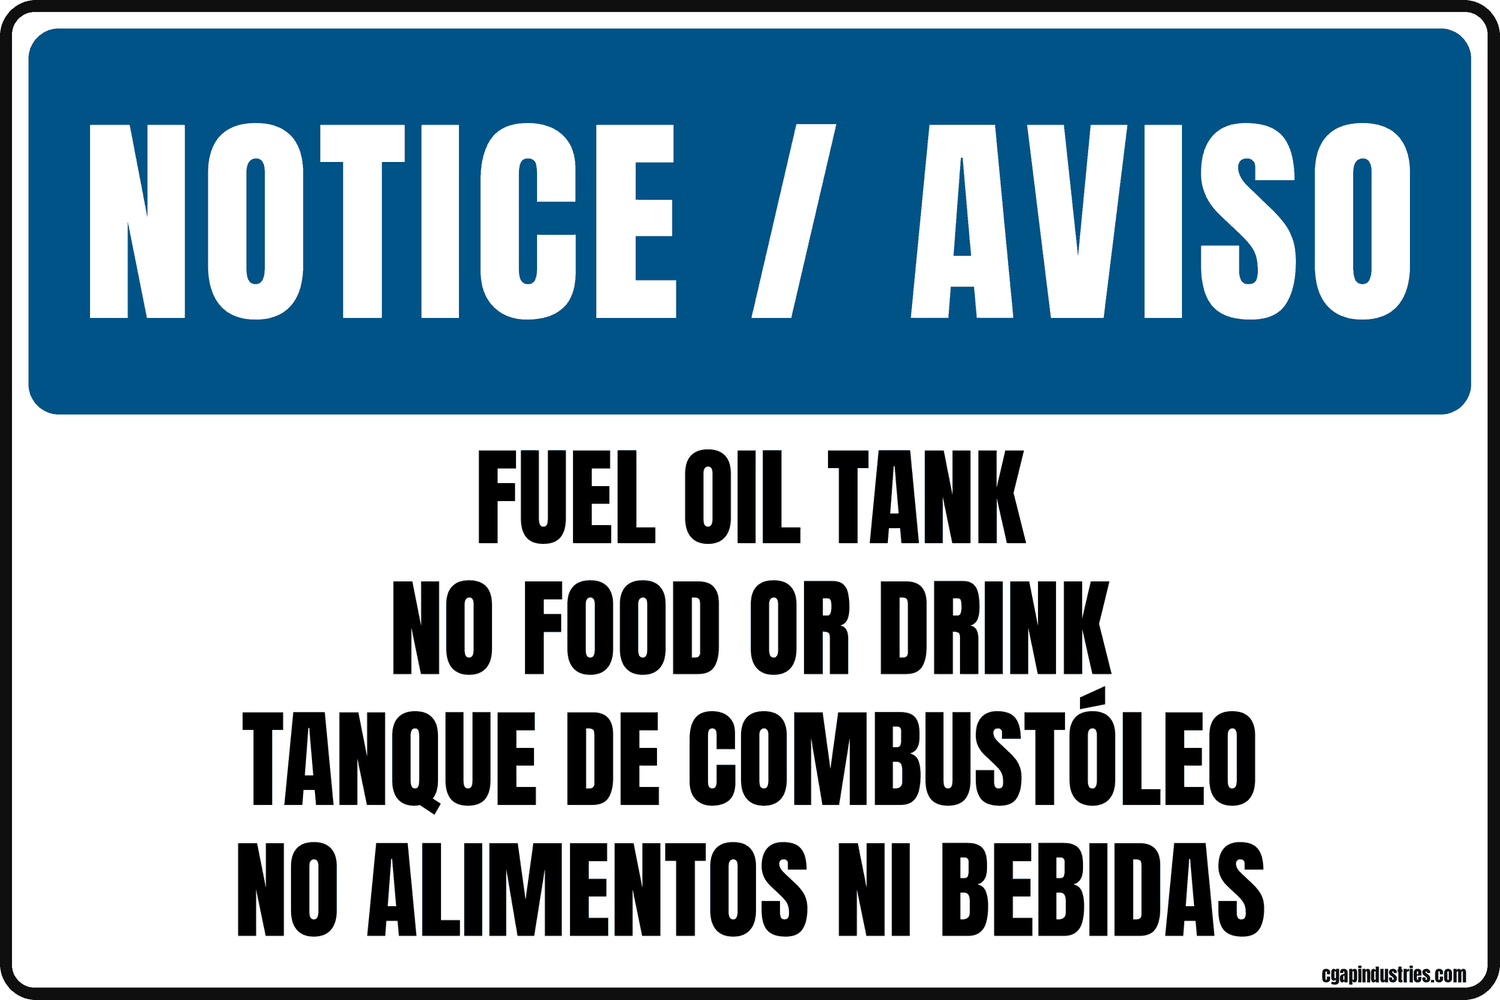 NOTICE / AVISO
FUEL OIL TANK
NO FOOD OR DRINK
TANQUE DE COMBUSTÓLEO
NO ALIMENTOS NI BEBIDAS
cgapindustries.com